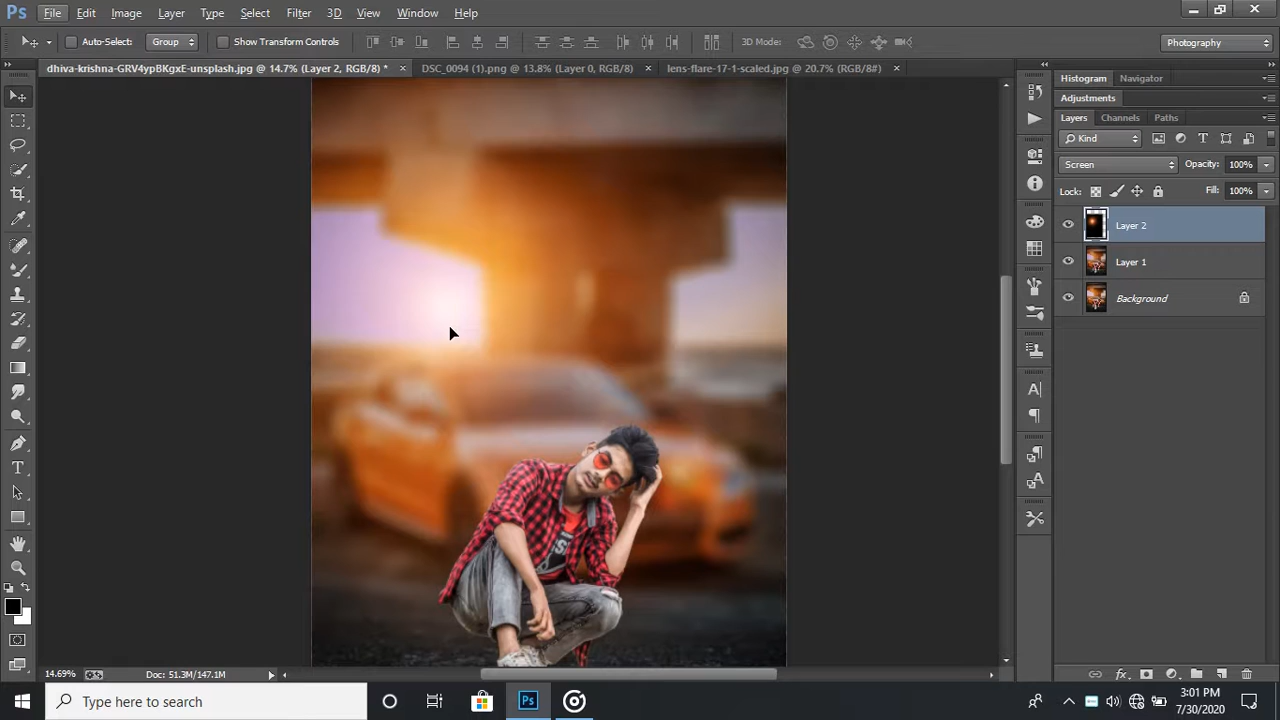 Ps File Edit Image Layer Type Select Filter 3D View Window Help
Auto-Select: Group Show Transform Controls 3D Mode: Photography
dhiva-krishna-GRV4ypBKgxE-unsplash.jpg @ 14.7% (Layer 2, RGB/8) * × DSC_0094 (1).png @ 13.8% (Layer 0, RGB/8) × lens-flare-17-1-scaled.jpg @ 20.7% (RGB/8#) ×
Histogram Navigator
Adjustments
Layers Channels Paths
Kind
Screen Opacity: 100%
Lock: Fill: 100%
Layer 2
Layer 1
Background
14.69% Doc: 51.3M/147.1M
Type here to search
Ps
7/30/2020